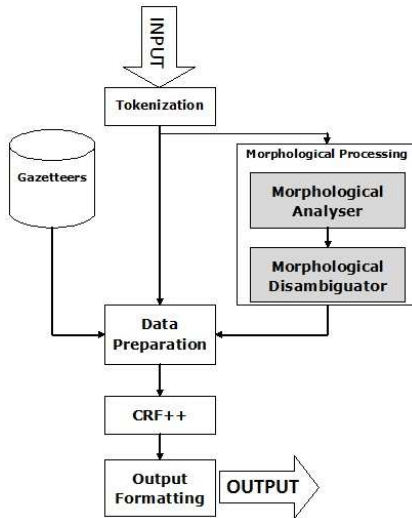 INPUT
Tokenization
Gazetteers
Morphological Processing
Morphological
Analyser
Morphological
Disambiguator
Data
Preparation
CRF++
Output
Formatting
OUTPUT